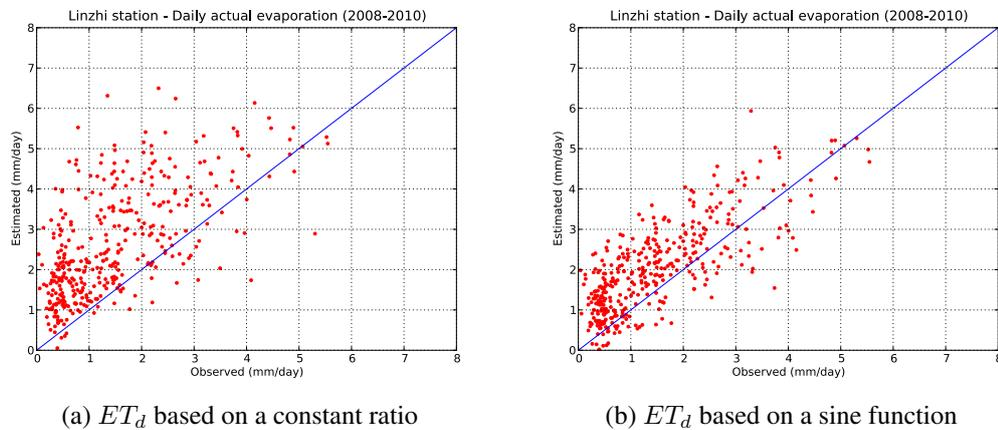 Linzhi station - Daily actual evaporation (2008-2010)
8
7
6
5
4
3
2
1
0
Estimated (mm/day)
0 1 2 3 4 5 6 7 8
Observed (mm/day)
(a) ET_d based on a constant ratio
Linzhi station - Daily actual evaporation (2008-2010)
8
7
6
5
4
3
2
1
0
Estimated (mm/day)
0 1 2 3 4 5 6 7 8
Observed (mm/day)
(b) ET_d based on a sine function